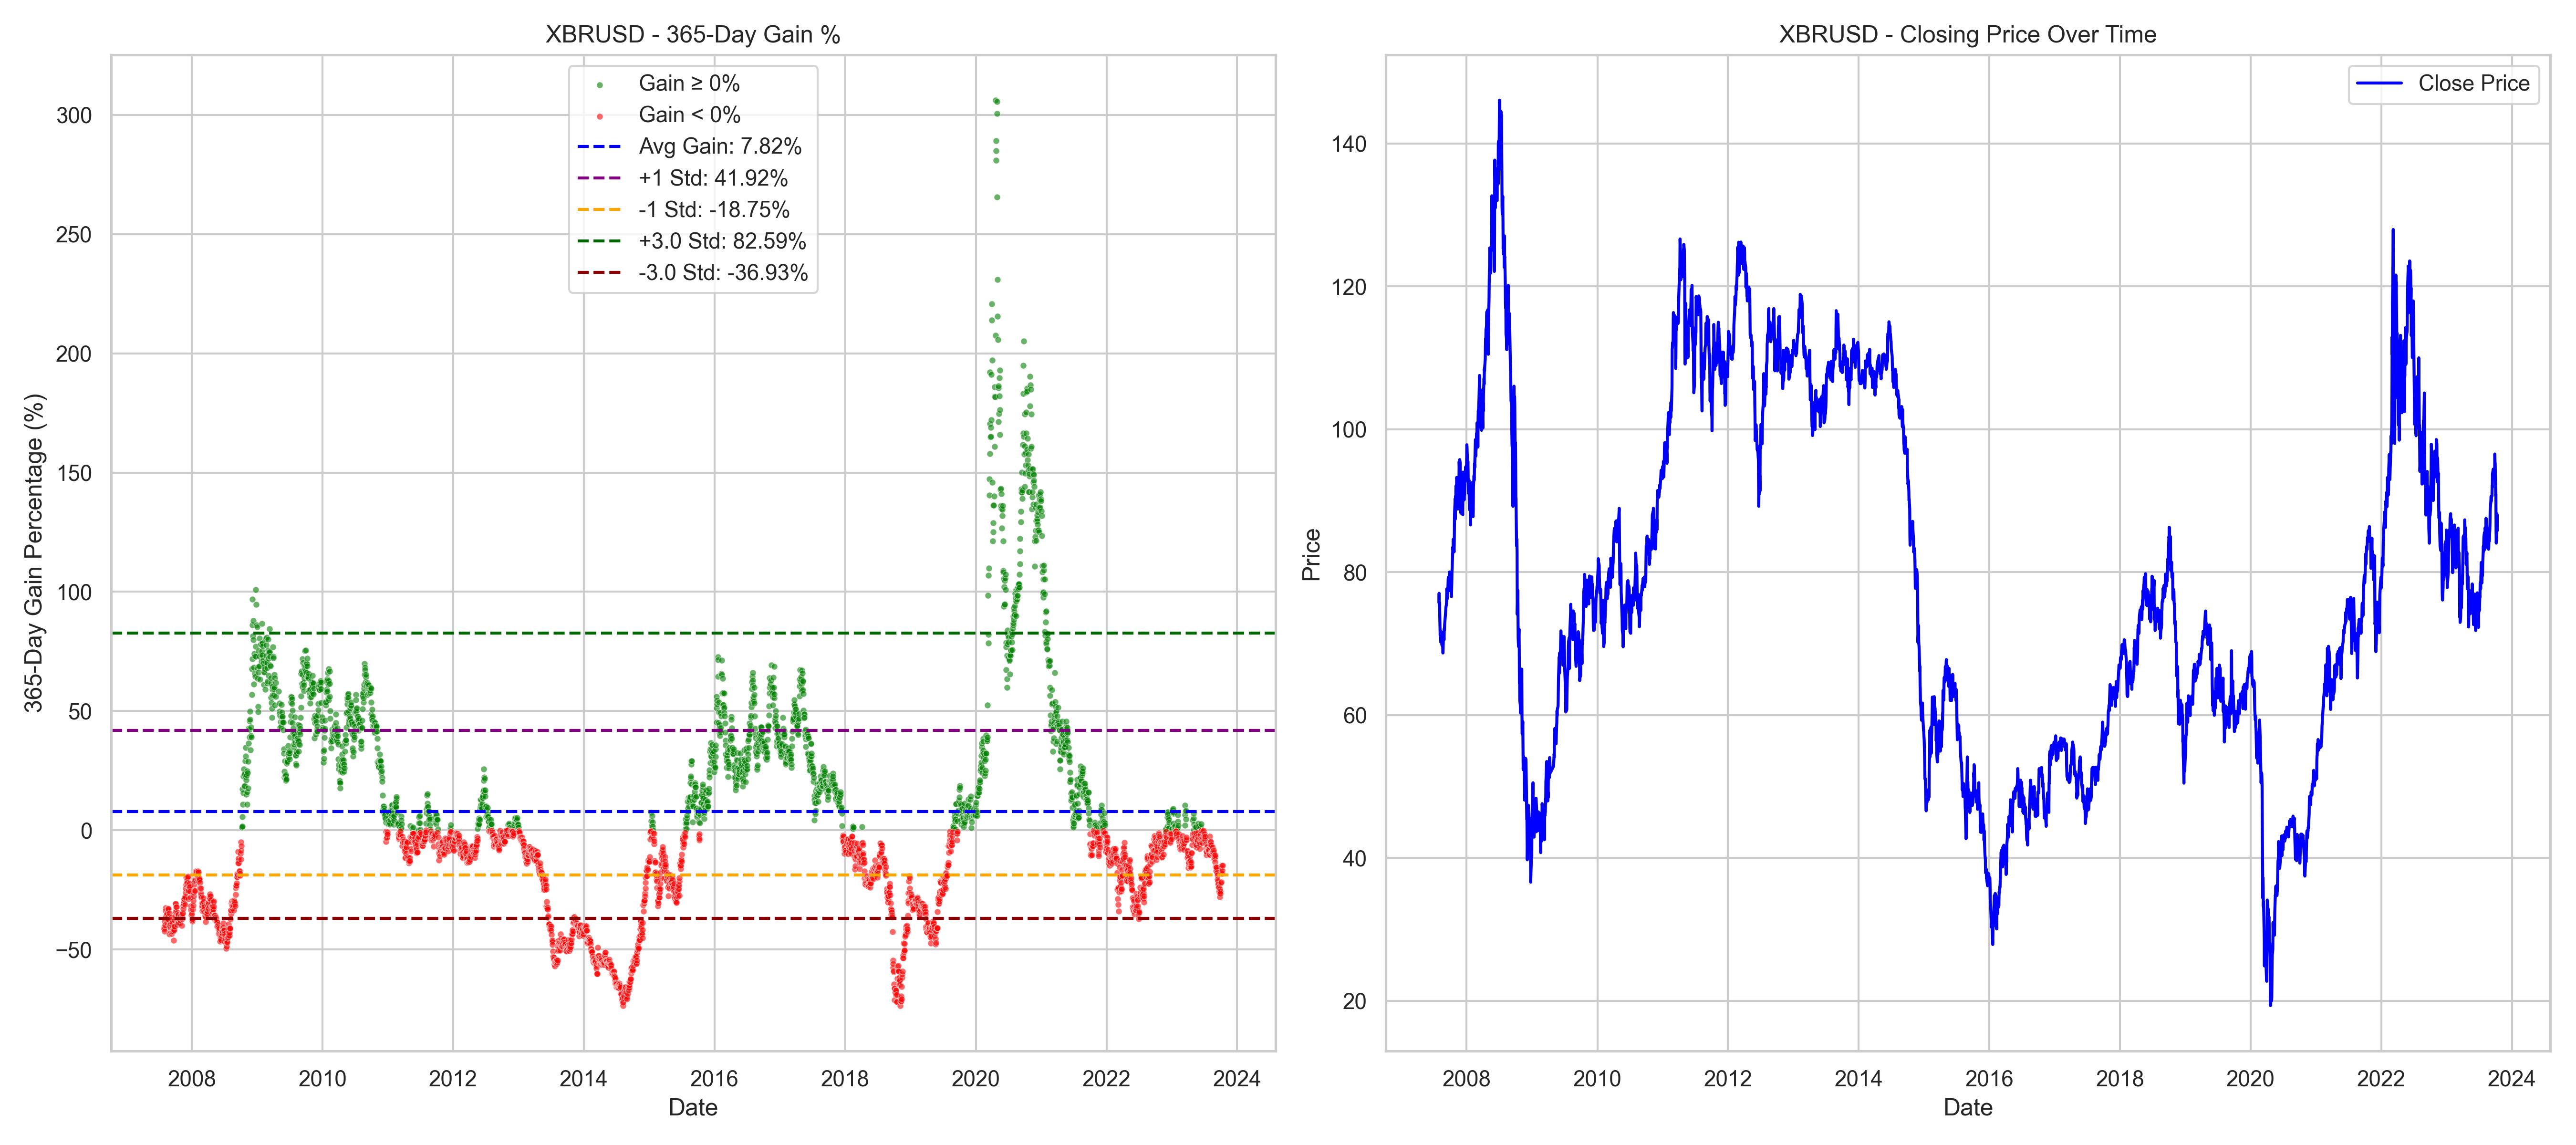 XBRUSD - 365-Day Gain %
Gain ≥ 0%
Gain < 0%
Avg Gain: 7.82%
+1 Std: 41.92%
-1 Std: -18.75%
+3.0 Std: 82.59%
-3.0 Std: -36.93%
365-Day Gain Percentage (%)
300
250
200
150
100
50
0
−50
2008 2010 2012 2014 2016 2018 2020 2022 2024
Date
XBRUSD - Closing Price Over Time
Close Price
Price
140
120
100
80
60
40
20
2008 2010 2012 2014 2016 2018 2020 2022 2024
Date